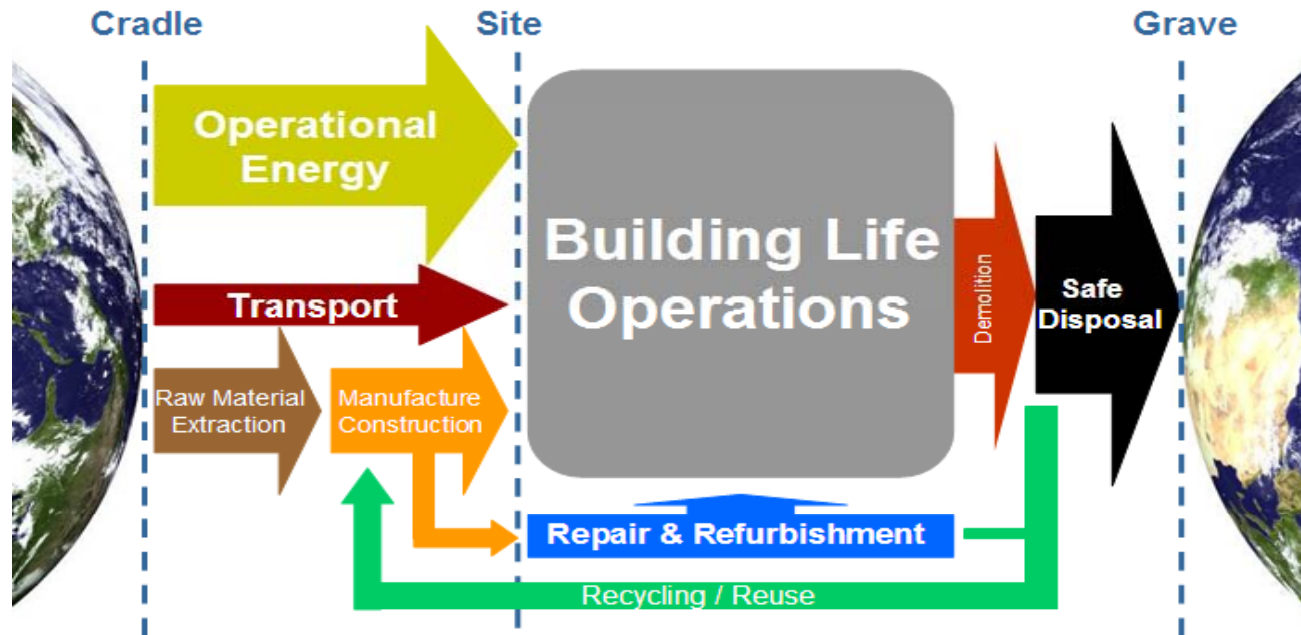 Cradle
Site
Grave
Operational
Energy
Building Life
Operations
Transport
Demolition
Safe
Disposal
Raw Material
Extraction
Manufacture
Construction
Repair & Refurbishment
Recycling / Reuse